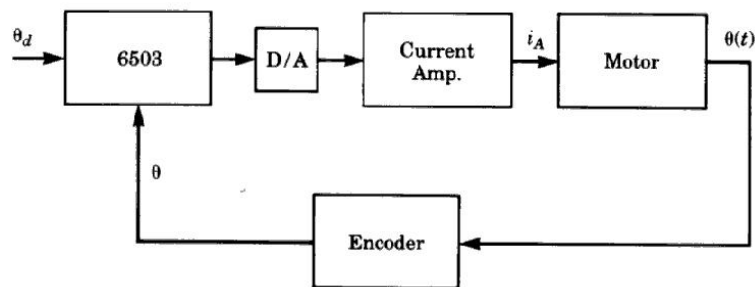 θd
6503
D/A
Current
Amp.
iA
Motor
θ(t)
θ
Encoder